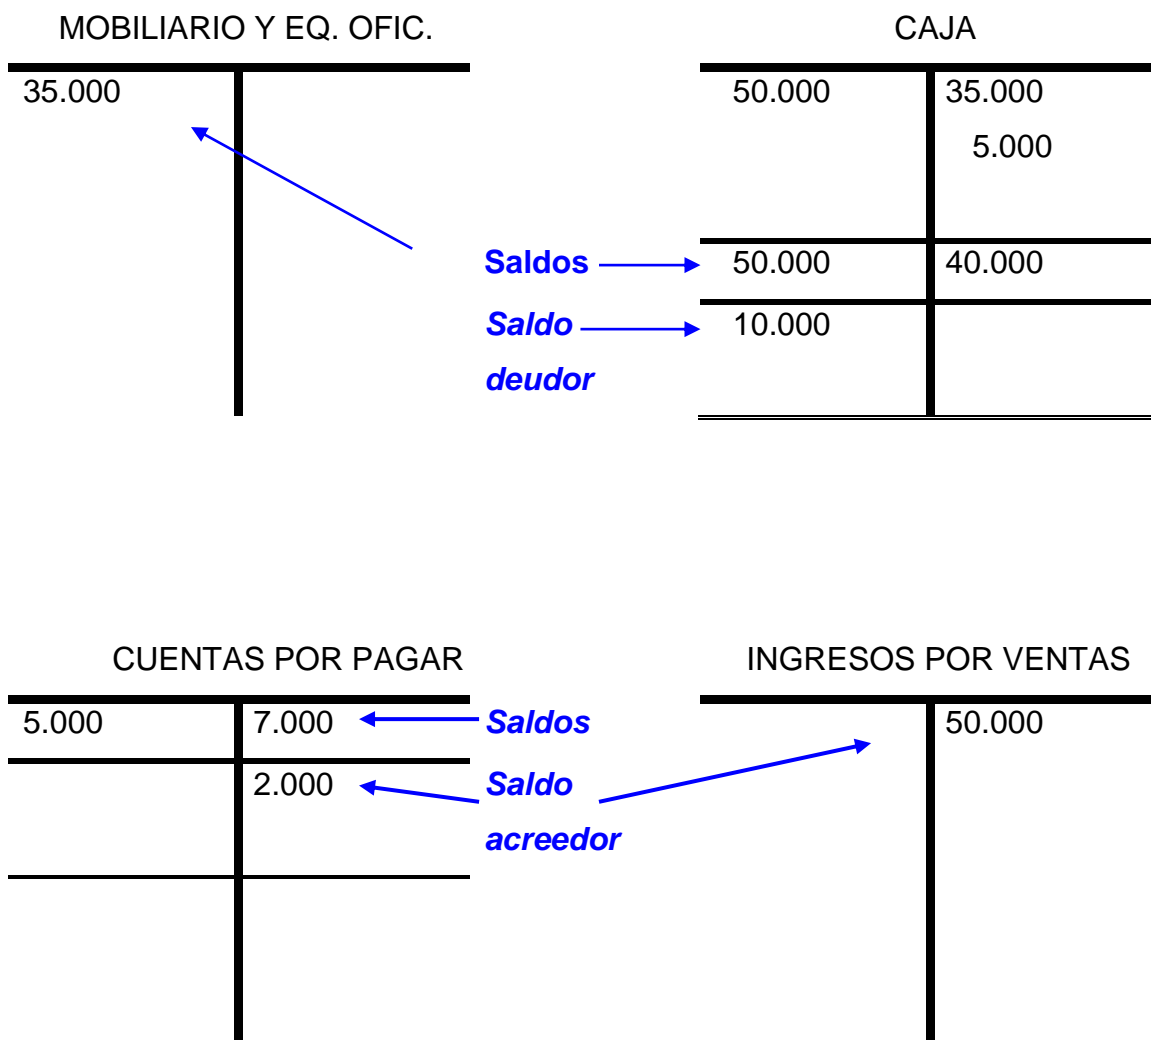 MOBILIARIO Y EQ. OFIC.
CAJA
35.000
50.000 35.000
5.000
Saldos 50.000 40.000
Saldo 10.000
deudor
CUENTAS POR PAGAR
INGRESOS POR VENTAS
5.000 7.000 Saldos 50.000
2.000 Saldo
acreedor